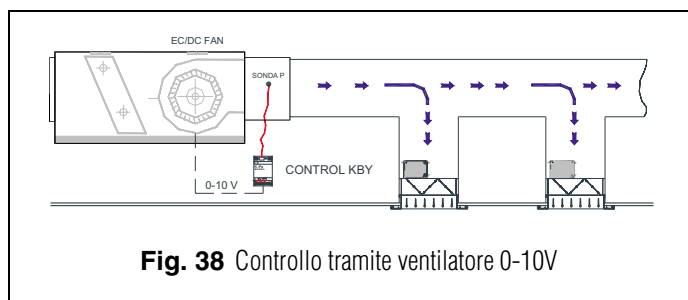 EC/DC FAN
SONDA P
CONTROL KBY
0-10 V
Fig. 38 Controllo tramite ventilatore 0-10V